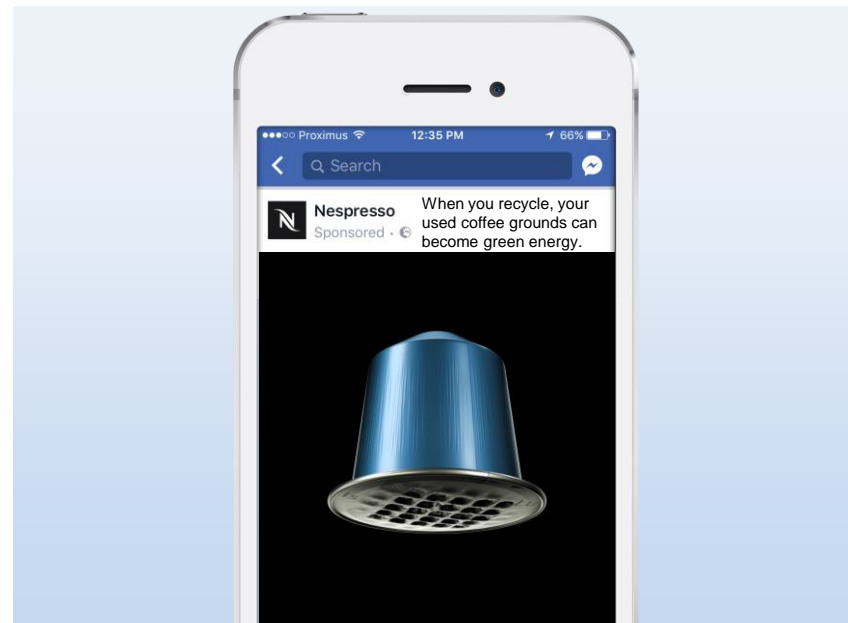 Proximus 12:35 PM 66%
Search
Nespresso
Sponsored
When you recycle, your
used coffee grounds can
become green energy.